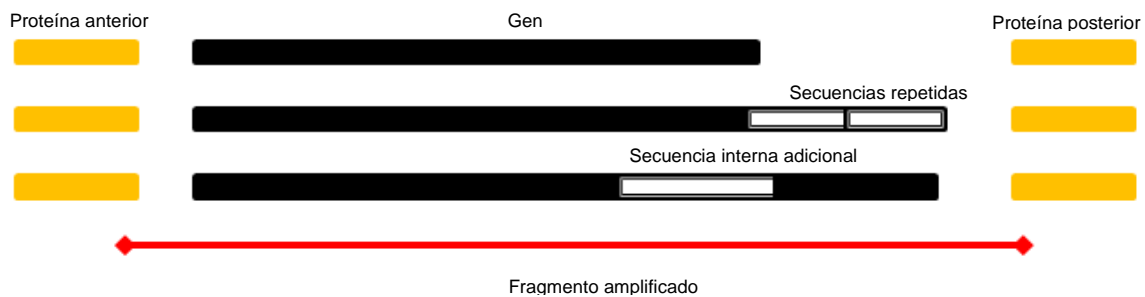 Proteína anterior
Gen
Proteína posterior
Secuencias repetidas
Secuencia interna adicional
Fragmento amplificado